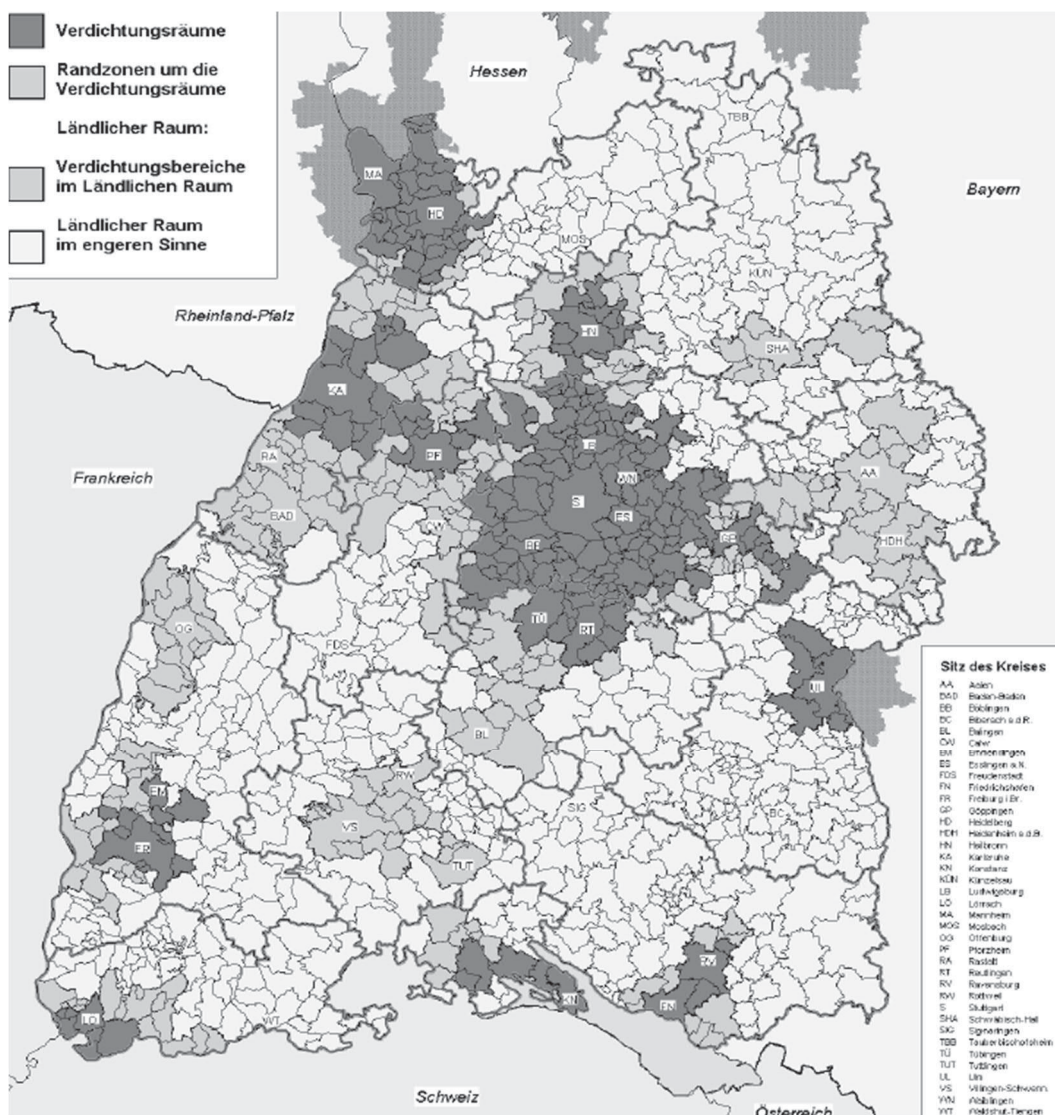 Verdichtungsräume
Randzonen um die
Verdichtungsräume
Ländlicher Raum:
Verdichtungsbereiche
im Ländlichen Raum
Ländlicher Raum
im engeren Sinne
Hessen
Bayern
Rheinland-Pfalz
Frankreich
Schweiz
Österreich
TBB
MA
HD
MOS
KÜN
HN
SHA
KA
PF
LB
RA
WN
AA
S
ES
BAD
CW
GP
BB
HDH
TÜ
RT
OG
FDS
UL
BL
RW
EM
SIG
BC
VS
FR
TUT
RV
FN
KN
LÖ
WT
Sitz des Kreises
AA Aalen
BAD Baden-Baden
BB Böblingen
BC Biberach a.d.R.
BL Balingen
CW Calw
EM Emmendingen
ES Esslingen a.N.
FDS Freudenstadt
FN Friedrichshafen
FR Freiburg i.Br.
GP Göppingen
HD Heidelberg
HDH Heidenheim a.d.B.
HN Heilbronn
KA Karlsruhe
KN Konstanz
KÜN Künzelsau
LB Ludwigsburg
LÖ Lörrach
MA Mannheim
MOS Mosbach
OG Offenburg
PF Pforzheim
RA Rastatt
RT Reutlingen
RV Ravensburg
RW Rottweil
S Stuttgart
SHA Schwäbisch-Hall
SIG Sigmaringen
TBB Tauberbischofsheim
TÜ Tübingen
TUT Tuttlingen
UL Ulm
VS Villingen-Schwenn.
WN Waiblingen
WT Waldshut-Tiengen